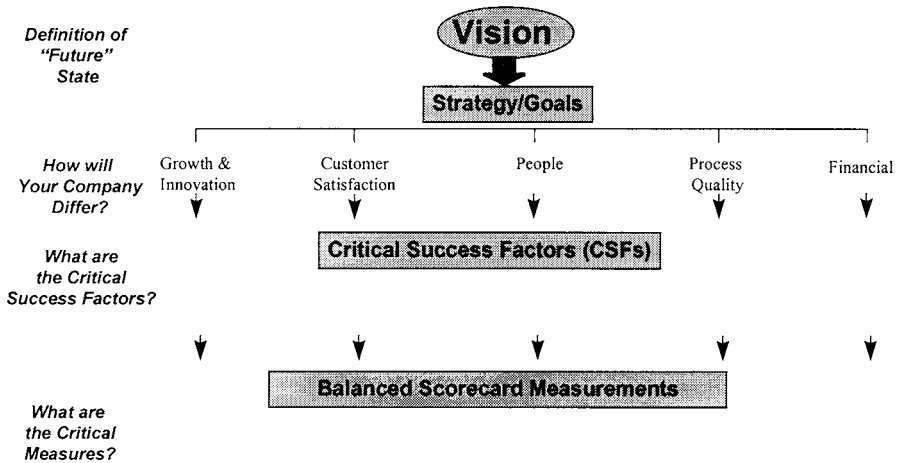 Definition of
“Future”
State
Vision
Strategy/Goals
How will
Your Company
Differ?
Growth &
Innovation
Customer
Satisfaction
People
Process
Quality
Financial
What are
the Critical
Success Factors?
Critical Success Factors (CSFs)
Balanced Scorecard Measurements
What are
the Critical
Measures?